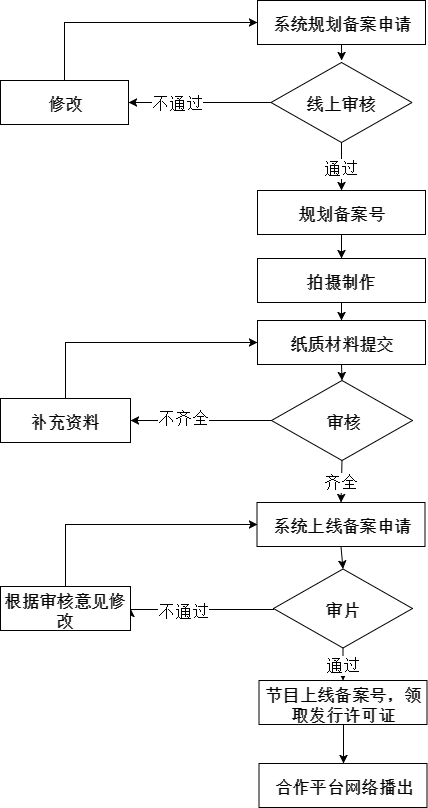 系统规划备案申请
修改
不通过
线上审核
通过
规划备案号
拍摄制作
纸质材料提交
补充资料
不齐全
审核
齐全
系统上线备案申请
根据审核意见修
改
不通过
审片
通过
节目上线备案号，领
取发行许可证
合作平台网络播出